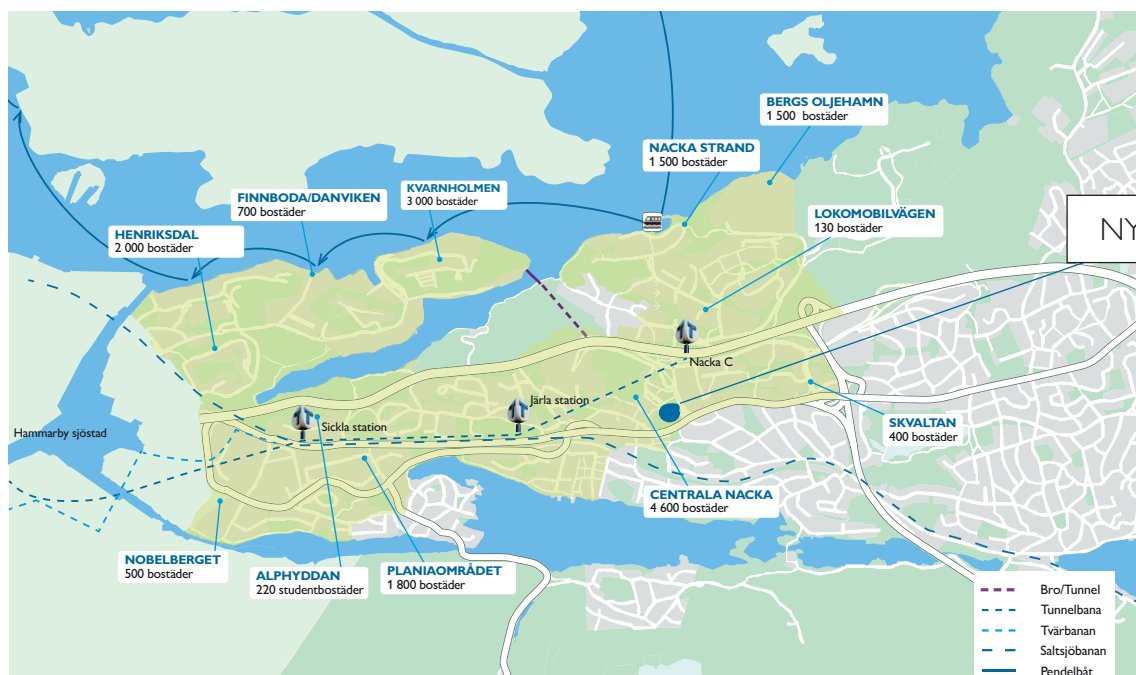 BERGS OLJEHAMN
1 500 bostäder
NACKA STRAND
1 500 bostäder
KVARNHOLMEN
3 000 bostäder
FINNBODA/DANVIKEN
700 bostäder
LOKOMOBILVÄGEN
130 bostäder
HENRIKSDAL
2 000 bostäder
NY
Nacka C
Järla station
Sickla station
Hammarby sjöstad
SKVALTAN
400 bostäder
CENTRALA NACKA
4 600 bostäder
NOBELBERGET
500 bostäder
ALPHYDDAN
220 studentbostäder
PLANIAOMRÅDET
1 800 bostäder
Bro/Tunnel
Tunnelbana
Tvärbanan
Saltsjöbanan
Pendelbåt